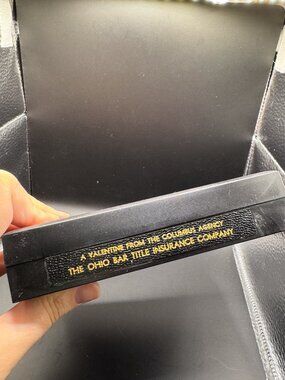 A VALENTINE FROM THE COLUMBUS AGENCY
THE OHIO BAR TITLE INSURANCE COMPANY